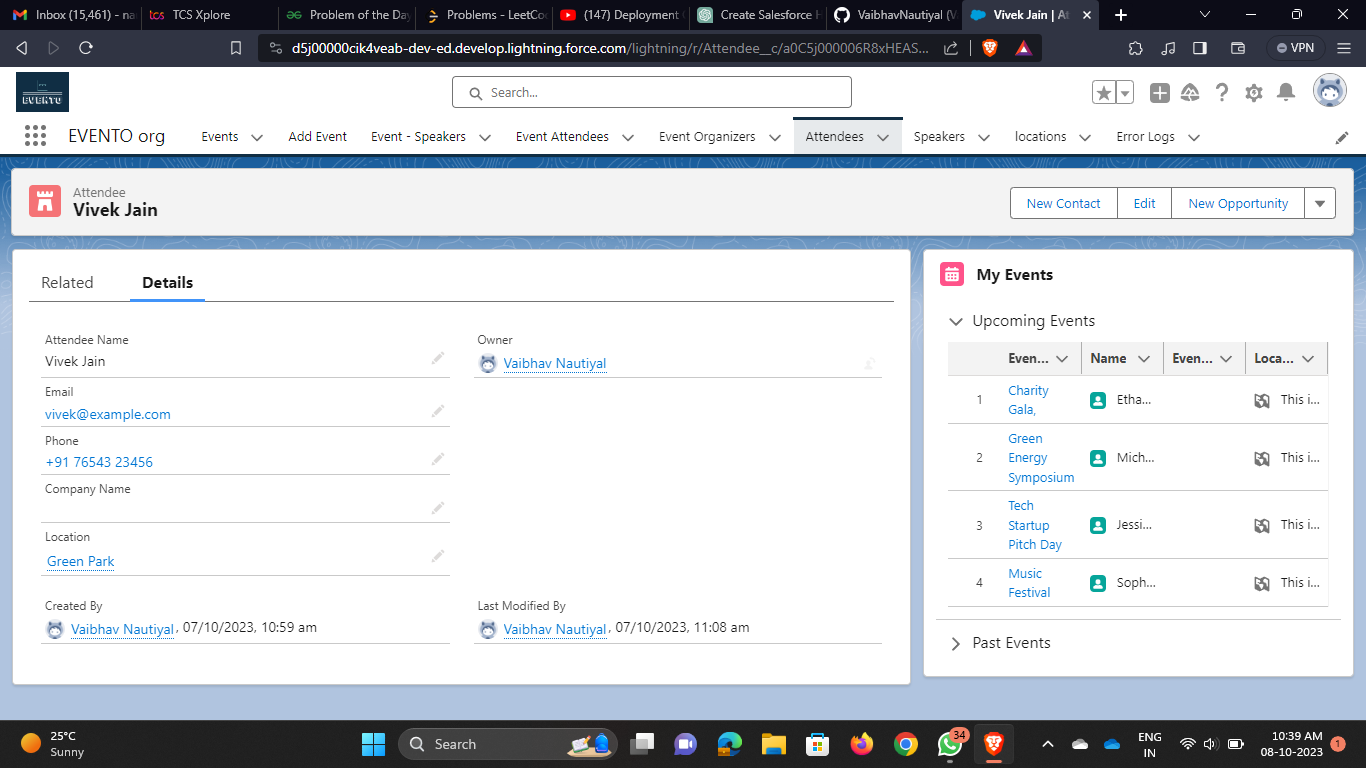 Inbox (15,461) - na
tcs TCS Xplore
Problem of the Day
Problems - LeetCo
(147) Deployment
Create Salesforce H
VaibhavNautiyal (V
Vivek Jain | At
d5j00000cik4veab-dev-ed.develop.lightning.force.com/lightning/r/Attendee__c/a0C5j000006R8xHEAS...
VPN
EVENTO
Search...
EVENTO org
Events
Add Event
Event - Speakers
Event Attendees
Event Organizers
Attendees
Speakers
locations
Error Logs
Attendee
Vivek Jain
New Contact
Edit
New Opportunity
Related
Details
Attendee Name
Vivek Jain
Email
vivek@example.com
Phone
+91 76543 23456
Company Name
Location
Green Park
Created By
Vaibhav Nautiyal, 07/10/2023, 10:59 am
Owner
Vaibhav Nautiyal
Last Modified By
Vaibhav Nautiyal, 07/10/2023, 11:08 am
My Events
Upcoming Events
Even... Name Even... Loca...
1 Charity Gala, Etha... This i...
2 Green Energy Symposium Mich... This i...
3 Tech Startup Pitch Day Jessi... This i...
4 Music Festival Soph... This i...
Past Events
25°C
Sunny
Search
34
ENG
IN
10:39 AM
08-10-2023
1